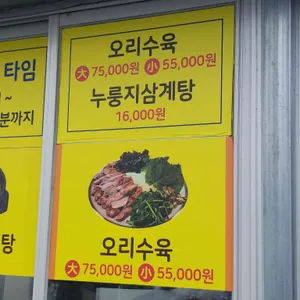 타임
~
분까지
탕
오리수육
大 75,000원 小 55,000원
누룽지삼계탕
16,000원
오리수육
大 75,000원 小 55,000원